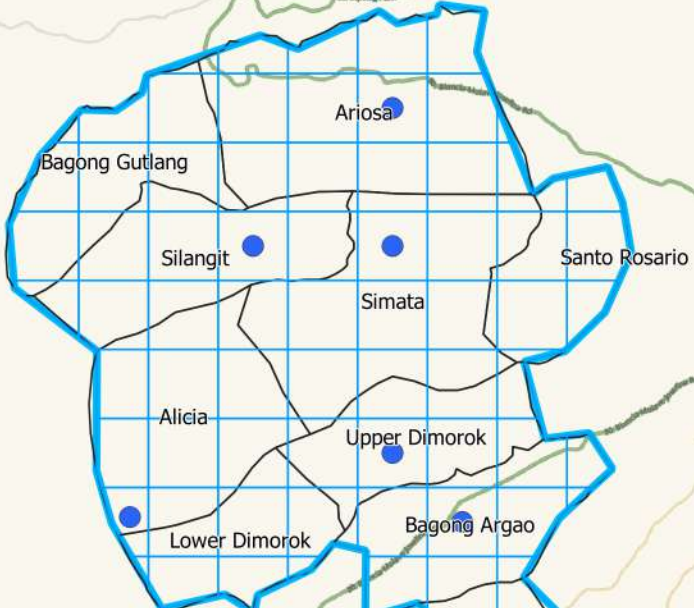 Ariosa
Bagong Gutlang
Silangit
Santo Rosario
Simata
Alicia
Upper Dimorok
Bagong Argao
Lower Dimorok